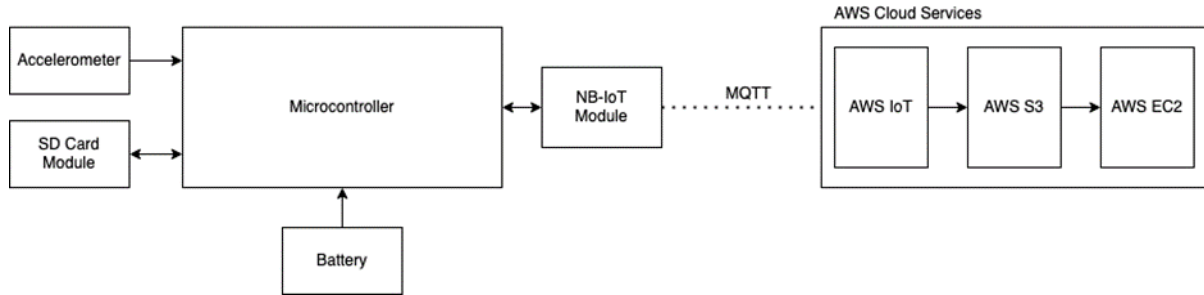 AWS Cloud Services
Accelerometer
Microcontroller
SD Card
Module
NB-IoT
Module
MQTT
AWS IoT
AWS S3
AWS EC2
Battery